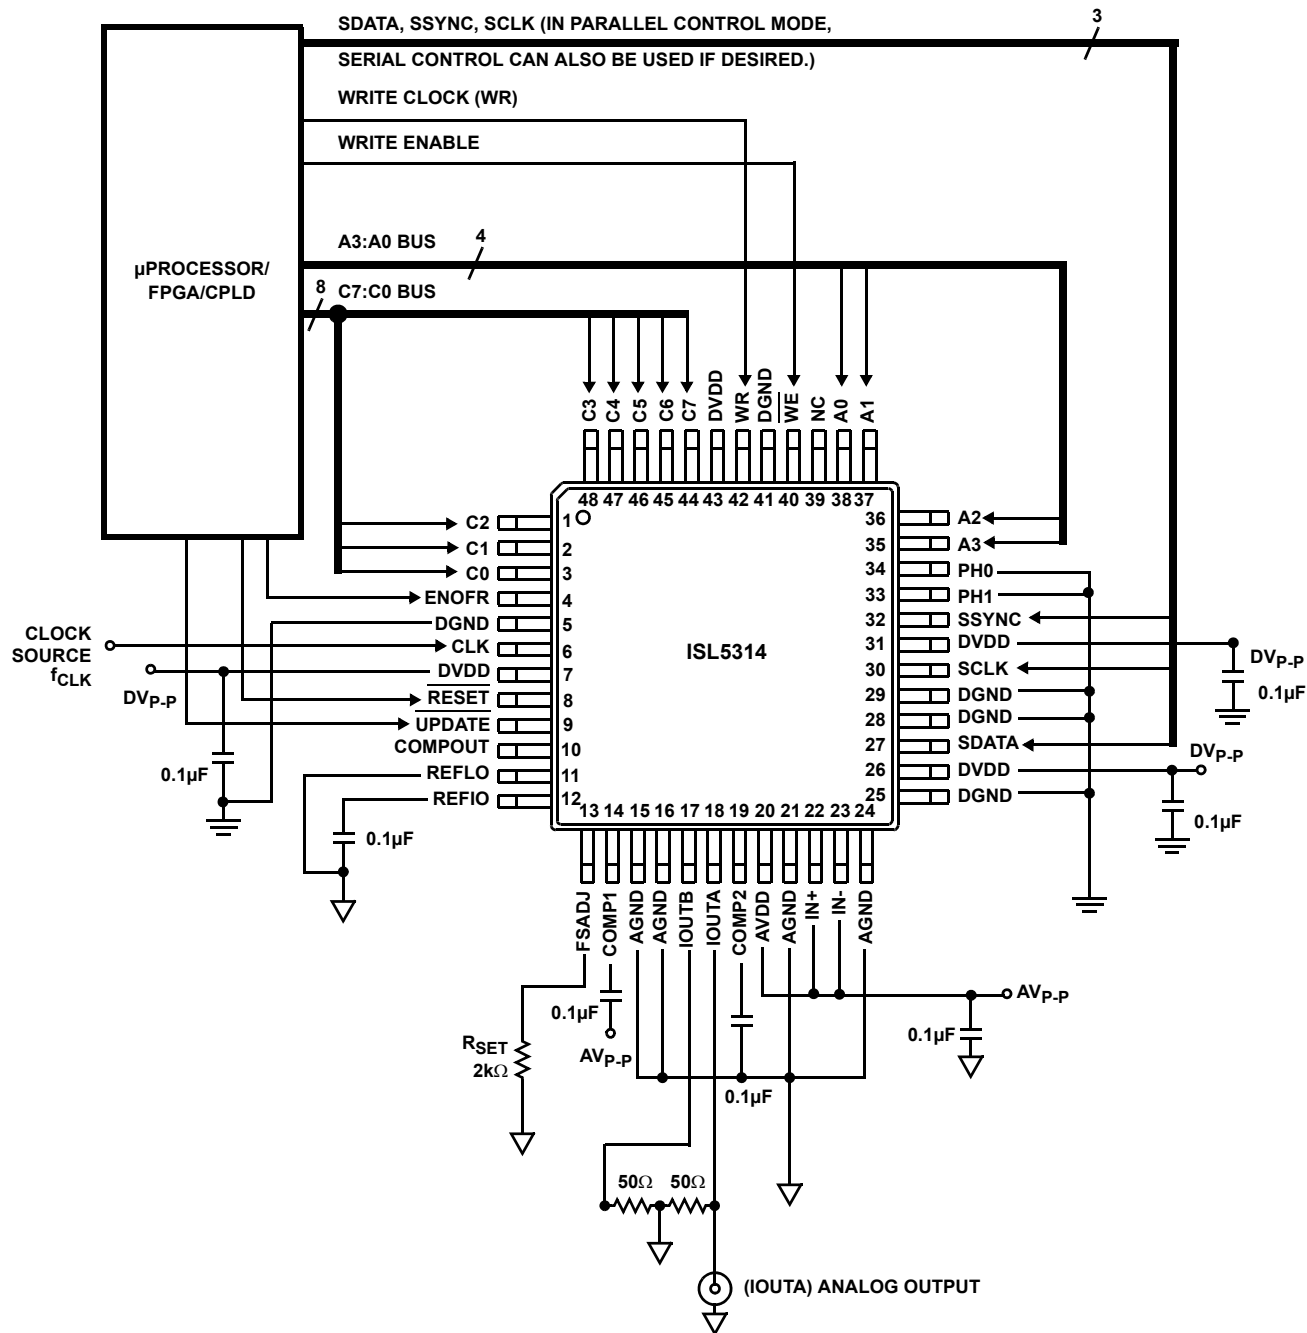 SDATA, SSYNC, SCLK (IN PARALLEL CONTROL MODE,
3
SERIAL CONTROL CAN ALSO BE USED IF DESIRED.)
WRITE CLOCK (WR)
WRITE ENABLE
A3:A0 BUS
4
µPROCESSOR/
FPGA/CPLD
8
C7:C0 BUS
C3
C4
C5
C6
C7
DVDD
WR
DGND
WE
NC
A0
A1
48 47 46 45 44 43 42 41 40 39 38 37
C2
C1
C0
ENOFR
DGND
CLK
DVDD
RESET
UPDATE
COMPOUT
REFLO
REFIO
1
2
3
4
5
6
7
8
9
10
11
12
ISL5314
36
35
34
33
32
31
30
29
28
27
26
25
A2
A3
PH0
PH1
SSYNC
DVDD
SCLK
DGND
DGND
SDATA
DVDD
DGND
CLOCK
SOURCE
fCLK
DVP-P
0.1µF
0.1µF
DVP-P
0.1µF
DVP-P
0.1µF
13 14 15 16 17 18 19 20 21 22 23 24
FSADJ
COMP1
AGND
AGND
IOUTB
IOUTA
COMP2
AVDD
AGND
IN+
IN-
AGND
0.1µF
AVP-P
RSET
2kΩ
0.1µF
AVP-P
0.1µF
50Ω 50Ω
(IOUTA) ANALOG OUTPUT